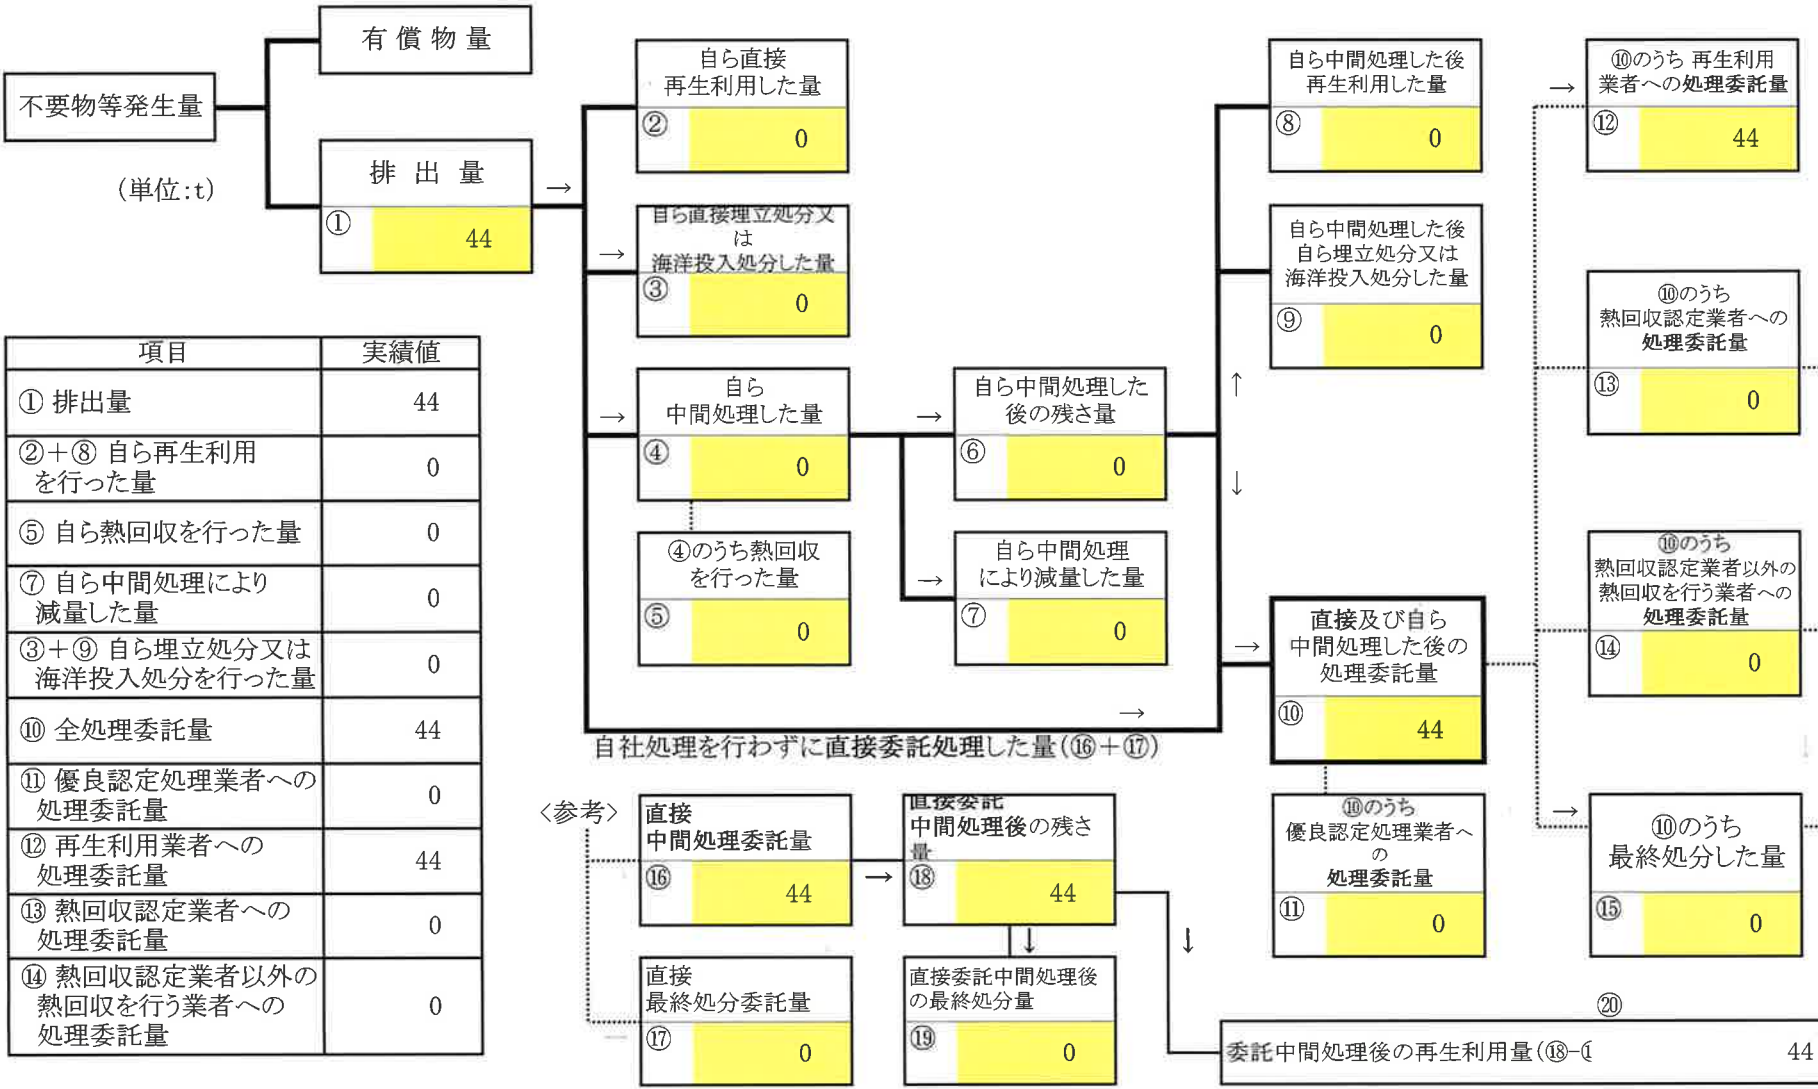 有 償 物 量
不要物等発生量
(単位:t)
排 出 量
→
① 44
自ら直接
再生利用した量
② 0
自ら直接埋立処分又
は
海洋投入処分した量
→
③ 0
自ら
中間処理した量
→
④ 0
④のうち熱回収
を行った量
⑤ 0
自ら中間処理した
後の残さ量
→
⑥ 0
自ら中間処理
により減量した量
→
⑦ 0
自ら中間処理した後
再生利用した量
⑧ 0
自ら中間処理した後
自ら埋立処分又は
海洋投入処分した量
⑨ 0
↑
↓
直接及び自ら
中間処理した後の
処理委託量
→
⑩ 44
⑩のうち
優良認定処理業者へ
の
処理委託量
⑪ 0
⑩のうち 再生利用
業者への処理委託量
→
⑫ 44
⑩のうち
熱回収認定業者への
処理委託量
⑬ 0
⑩のうち
熱回収認定業者以外の
熱回収を行う業者への
処理委託量
⑭ 0
⑩のうち
最終処分した量
→
⑮ 0
→
自社処理を行わずに直接委託処理した量(⑯+⑰)
<参考>
直接
中間処理委託量
⑯ 44
→
直接
最終処分委託量
⑰ 0
直接委託
中間処理後の残さ
量
⑱ 44
↓
直接委託中間処理後
の最終処分量
⑲ 0
↓
⑳
委託中間処理後の再生利用量(⑱-
44
項目 実績値
① 排出量 44
②+⑧ 自ら再生利用
を行った量 0
⑤ 自ら熱回収を行った量 0
⑦ 自ら中間処理により
減量した量 0
③+⑨ 自ら埋立処分又は
海洋投入処分を行った量 0
⑩ 全処理委託量 44
⑪ 優良認定処理業者への
処理委託量 0
⑫ 再生利用業者への
処理委託量 44
⑬ 熱回収認定業者への
処理委託量 0
⑭ 熱回収認定業者以外の
熱回収を行う業者への
処理委託量 0